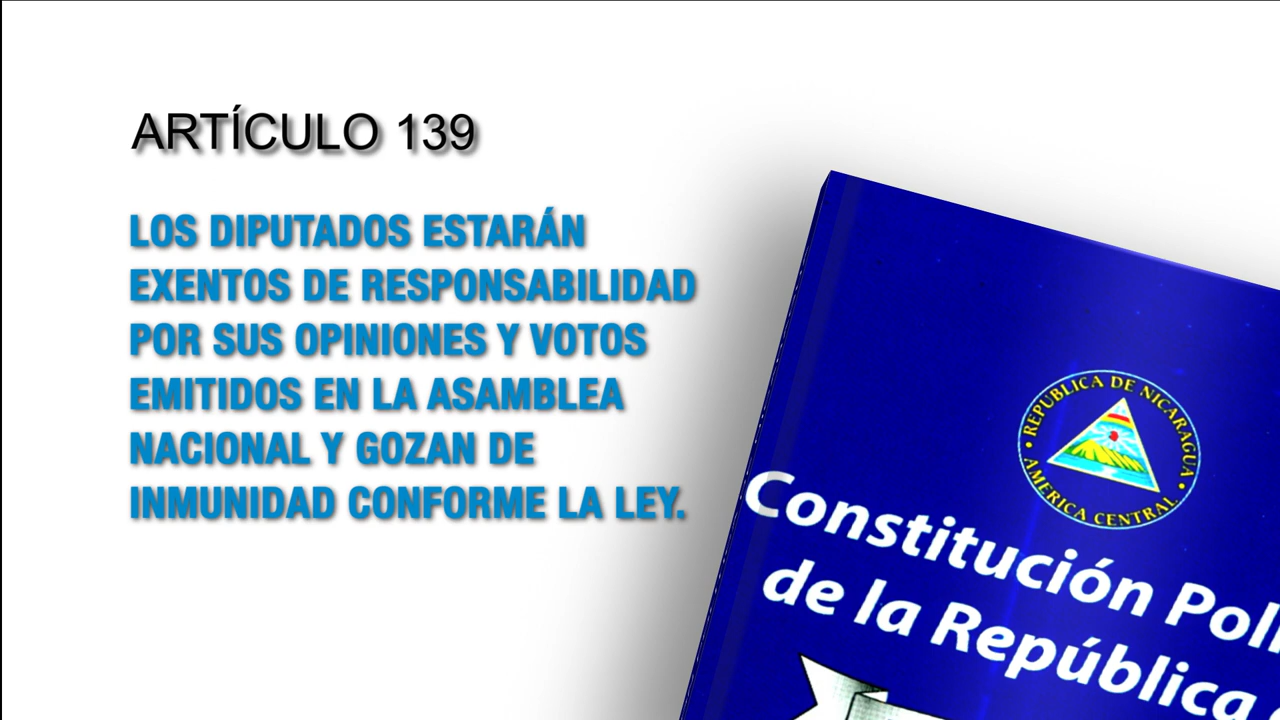 ARTÍCULO 139
LOS DIPUTADOS ESTARÁN
EXENTOS DE RESPONSABILIDAD
POR SUS OPINIONES Y VOTOS
EMITIDOS EN LA ASAMBLEA
NACIONAL Y GOZAN DE
INMUNIDAD CONFORME LA LEY.
REPUBLICA DE NICARAGUA
AMERICA CENTRAL
Constitución Polí
de la República